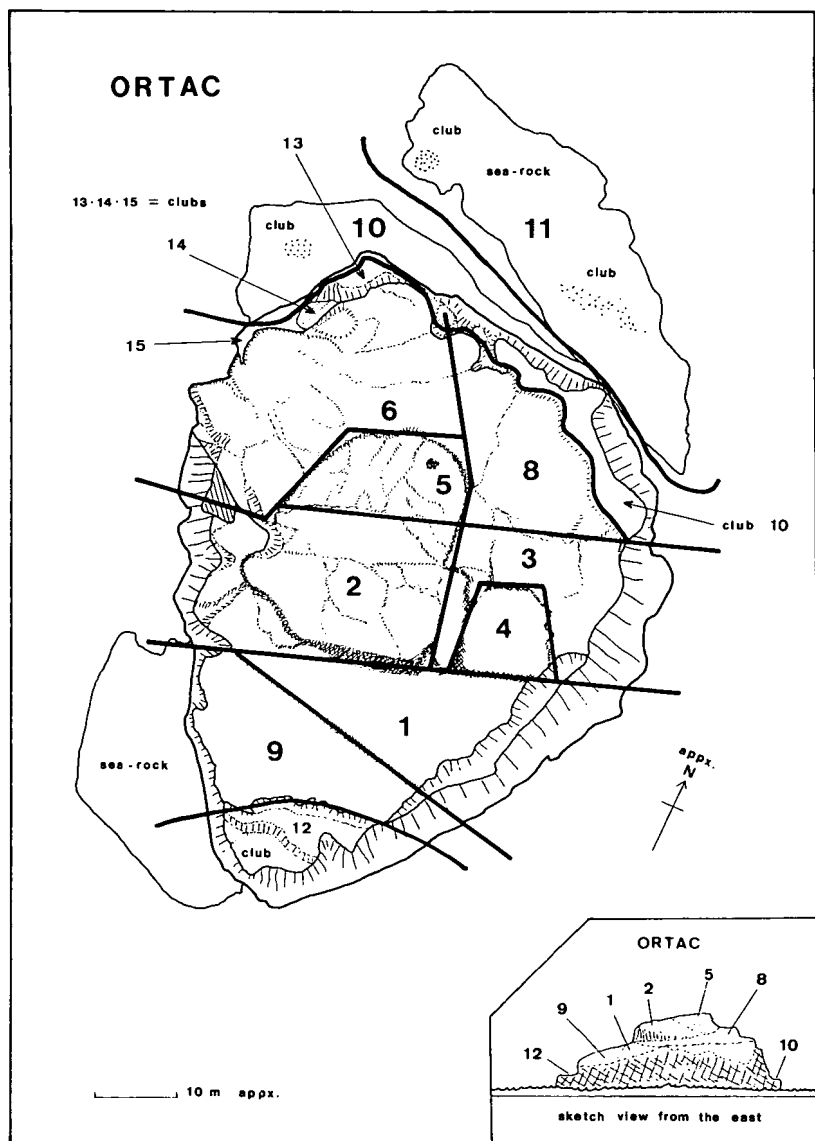 ORTAC
club
13
sea-rock
13·14·15 = clubs
club
10
11
14
club
15
6
5
8
club 10
3
2
4
1
appx.
N
sea-rock
9
12
club
ORTAC
5
2
8
1
9
10
12
10 m appx.
sketch view from the east